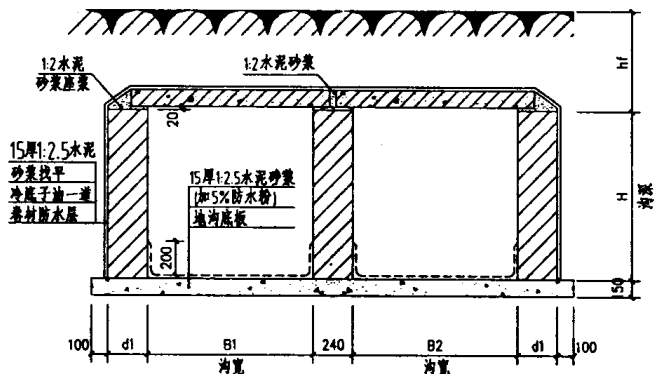 1:2水泥
砂浆座浆
1:2水泥砂浆
hf
20
15厚1:2.5水泥
砂浆找平
冷底子油一道
卷材防水层
15厚1:2.5水泥砂浆
(加5%防水粉)
地沟底板
H
沟深
200
150
100
d1
B1
240
B2
d1
100
沟宽
沟宽